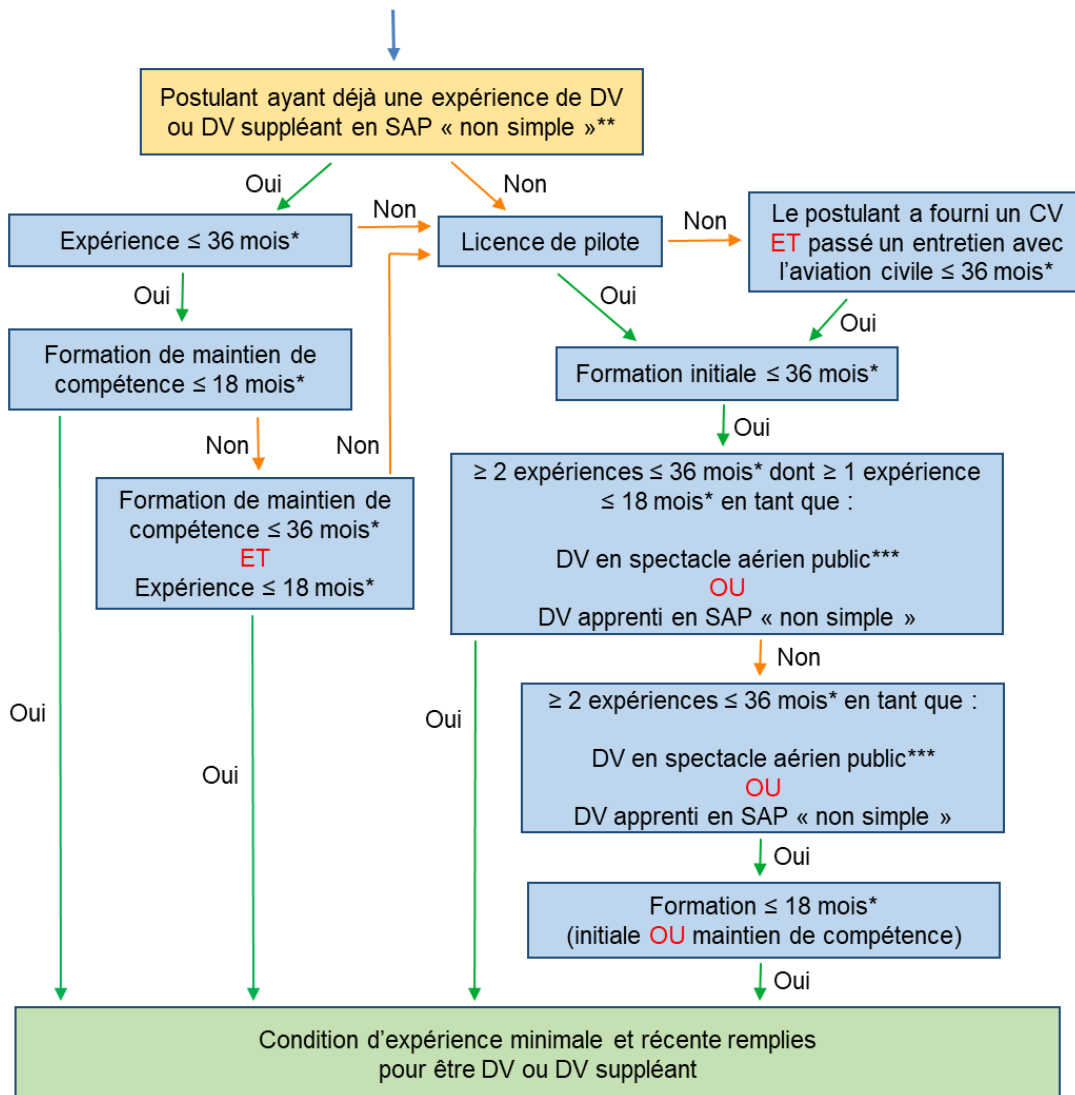 Postulant ayant déjà une expérience de DV
ou DV suppléant en SAP « non simple »**
Oui
Non
Expérience ≤ 36 mois*
Non
Licence de pilote
Non
Le postulant a fourni un CV
ET passé un entretien avec
l’aviation civile ≤ 36 mois*
Oui
Oui
Oui
Formation de maintien de
compétence ≤ 18 mois*
Formation initiale ≤ 36 mois*
Non
Non
Oui
Formation de maintien de
compétence ≤ 36 mois*
ET
Expérience ≤ 18 mois*
≥ 2 expériences ≤ 36 mois* dont ≥ 1 expérience
≤ 18 mois* en tant que :
DV en spectacle aérien public***
OU
DV apprenti en SAP « non simple »
Non
≥ 2 expériences ≤ 36 mois* en tant que :
DV en spectacle aérien public***
OU
DV apprenti en SAP « non simple »
Oui
Oui
Oui
Oui
Formation ≤ 18 mois*
(initiale OU maintien de compétence)
Oui
Condition d’expérience minimale et récente remplies
pour être DV ou DV suppléant